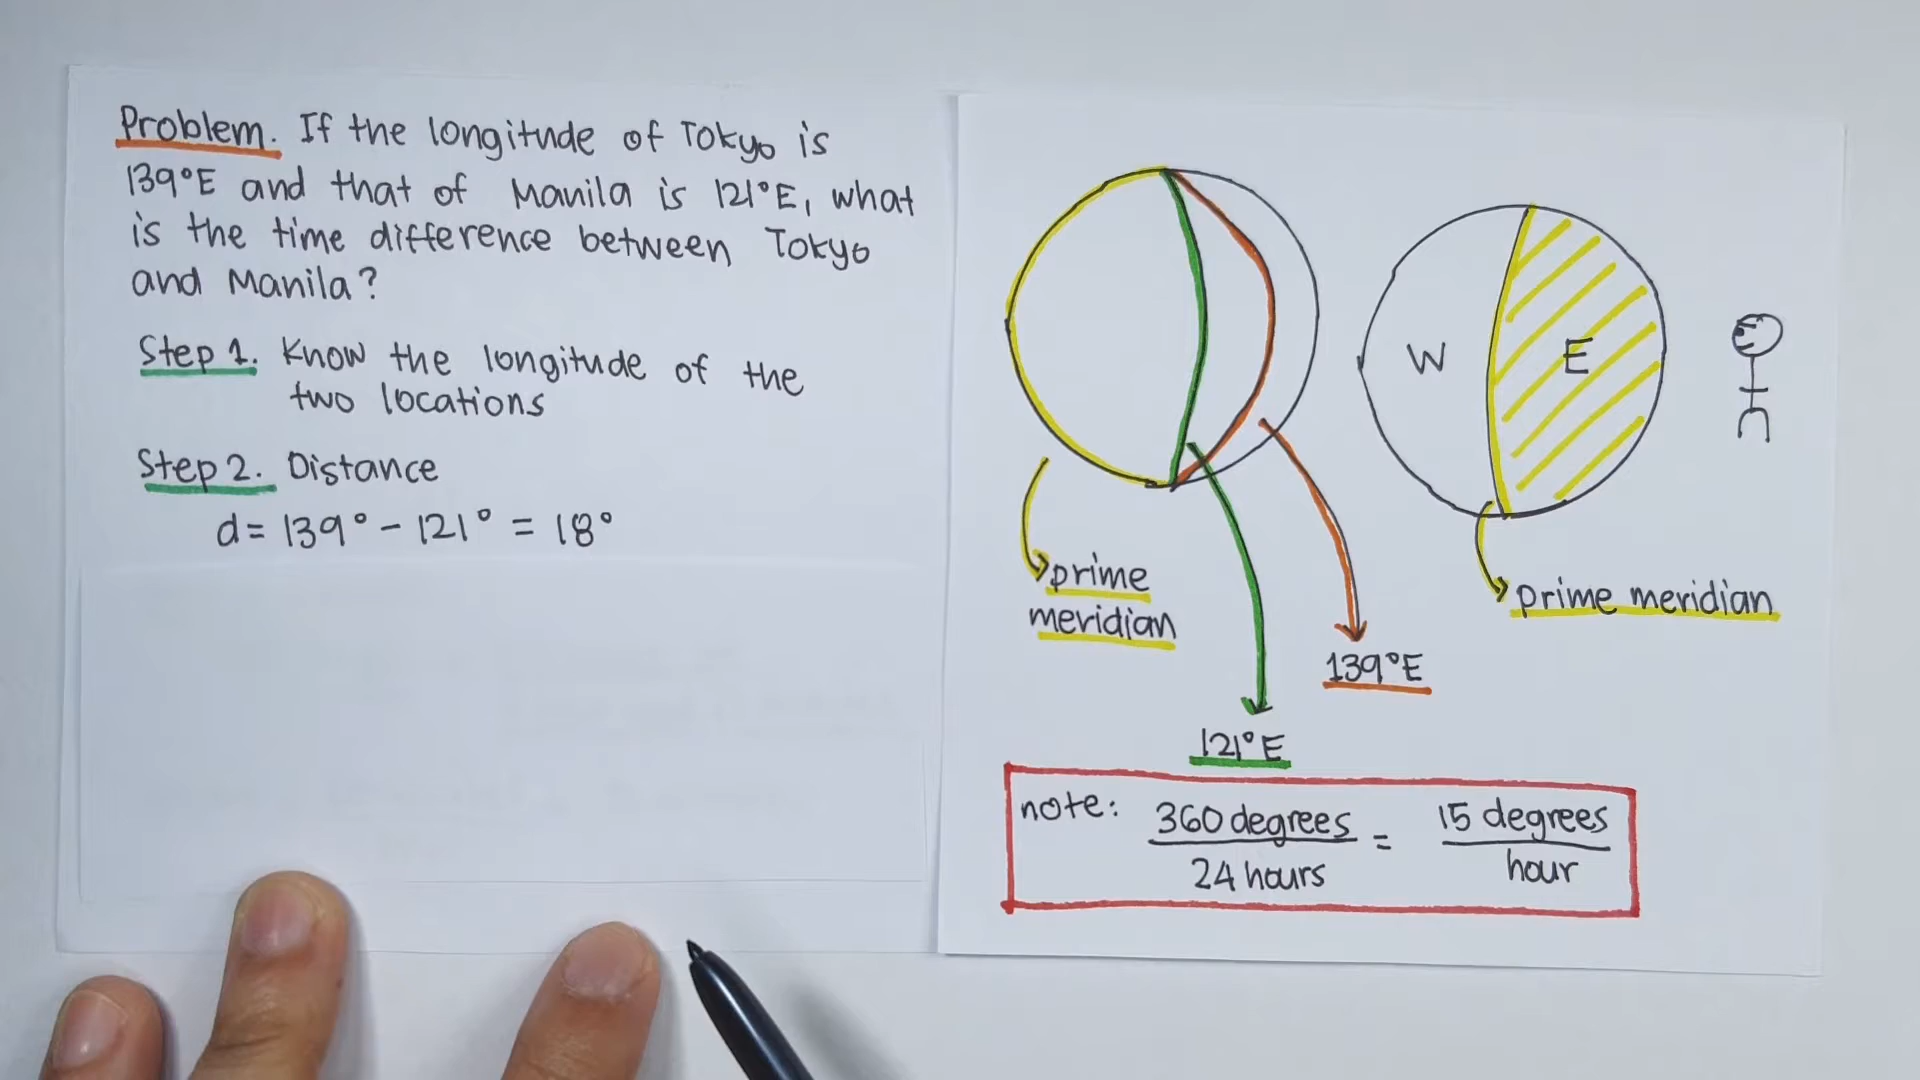 Problem. If the longitude of Tokyo is
139°E and that of Manila is 121°E, what
is the time difference between Tokyo
and Manila?
Step 1. Know the longitude of the
two locations
Step 2. Distance
d = 139° - 121° = 18°
W
E
prime
meridian
prime meridian
139°E
121°E
note: 360 degrees / 24 hours = 15 degrees / hour